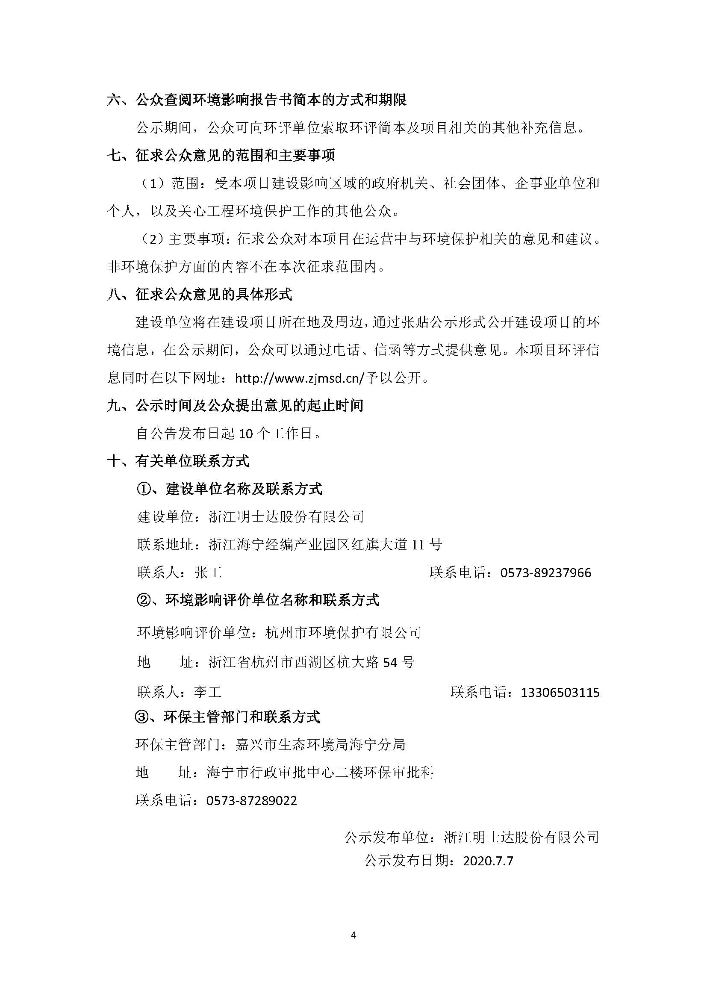 六、公众查阅环境影响报告书简本的方式和期限
公示期间，公众可向环评单位索取环评简本及项目相关的其他补充信息。
七、征求公众意见的范围和主要事项
（1）范围：受本项目建设影响区域的政府机关、社会团体、企事业单位和
个人，以及关心工程环境保护工作的其他公众。
（2）主要事项：征求公众对本项目在运营中与环境保护相关的意见和建议。
非环境保护方面的内容不在本次征求范围内。
八、征求公众意见的具体形式
建设单位将在建设项目所在地及周边，通过张贴公示形式公开建设项目的环
境信息，在公示期间，公众可以通过电话、信函等方式提供意见。本项目环评信
息同时在以下网址：http://www.zjmsd.cn/予以公开。
九、公示时间及公众提出意见的起止时间
自公告发布日起 10 个工作日。
十、有关单位联系方式
①、建设单位名称及联系方式
建设单位：浙江明士达股份有限公司
联系地址：浙江海宁经编产业园区红旗大道 11 号
联系人：张工 联系电话：0573-89237966
②、环境影响评价单位名称和联系方式
环境影响评价单位：杭州市环境保护有限公司
地 址：浙江省杭州市西湖区杭大路 54 号
联系人：李工 联系电话：13306503115
③、环保主管部门和联系方式
环保主管部门：嘉兴市生态环境局海宁分局
地 址：海宁市行政审批中心二楼环保审批科
联系电话：0573-87289022
公示发布单位：浙江明士达股份有限公司
公示发布日期：2020.7.7
4